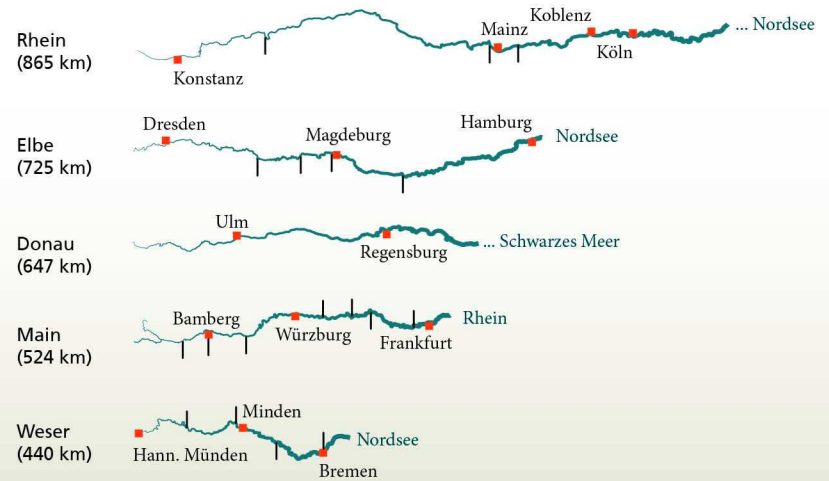 Rhein
(865 km)
Konstanz
Mainz
Koblenz
Köln
... Nordsee
Elbe
(725 km)
Dresden
Magdeburg
Hamburg
Nordsee
Donau
(647 km)
Ulm
Regensburg
... Schwarzes Meer
Main
(524 km)
Bamberg
Würzburg
Frankfurt
Rhein
Weser
(440 km)
Hann. Münden
Minden
Bremen
Nordsee